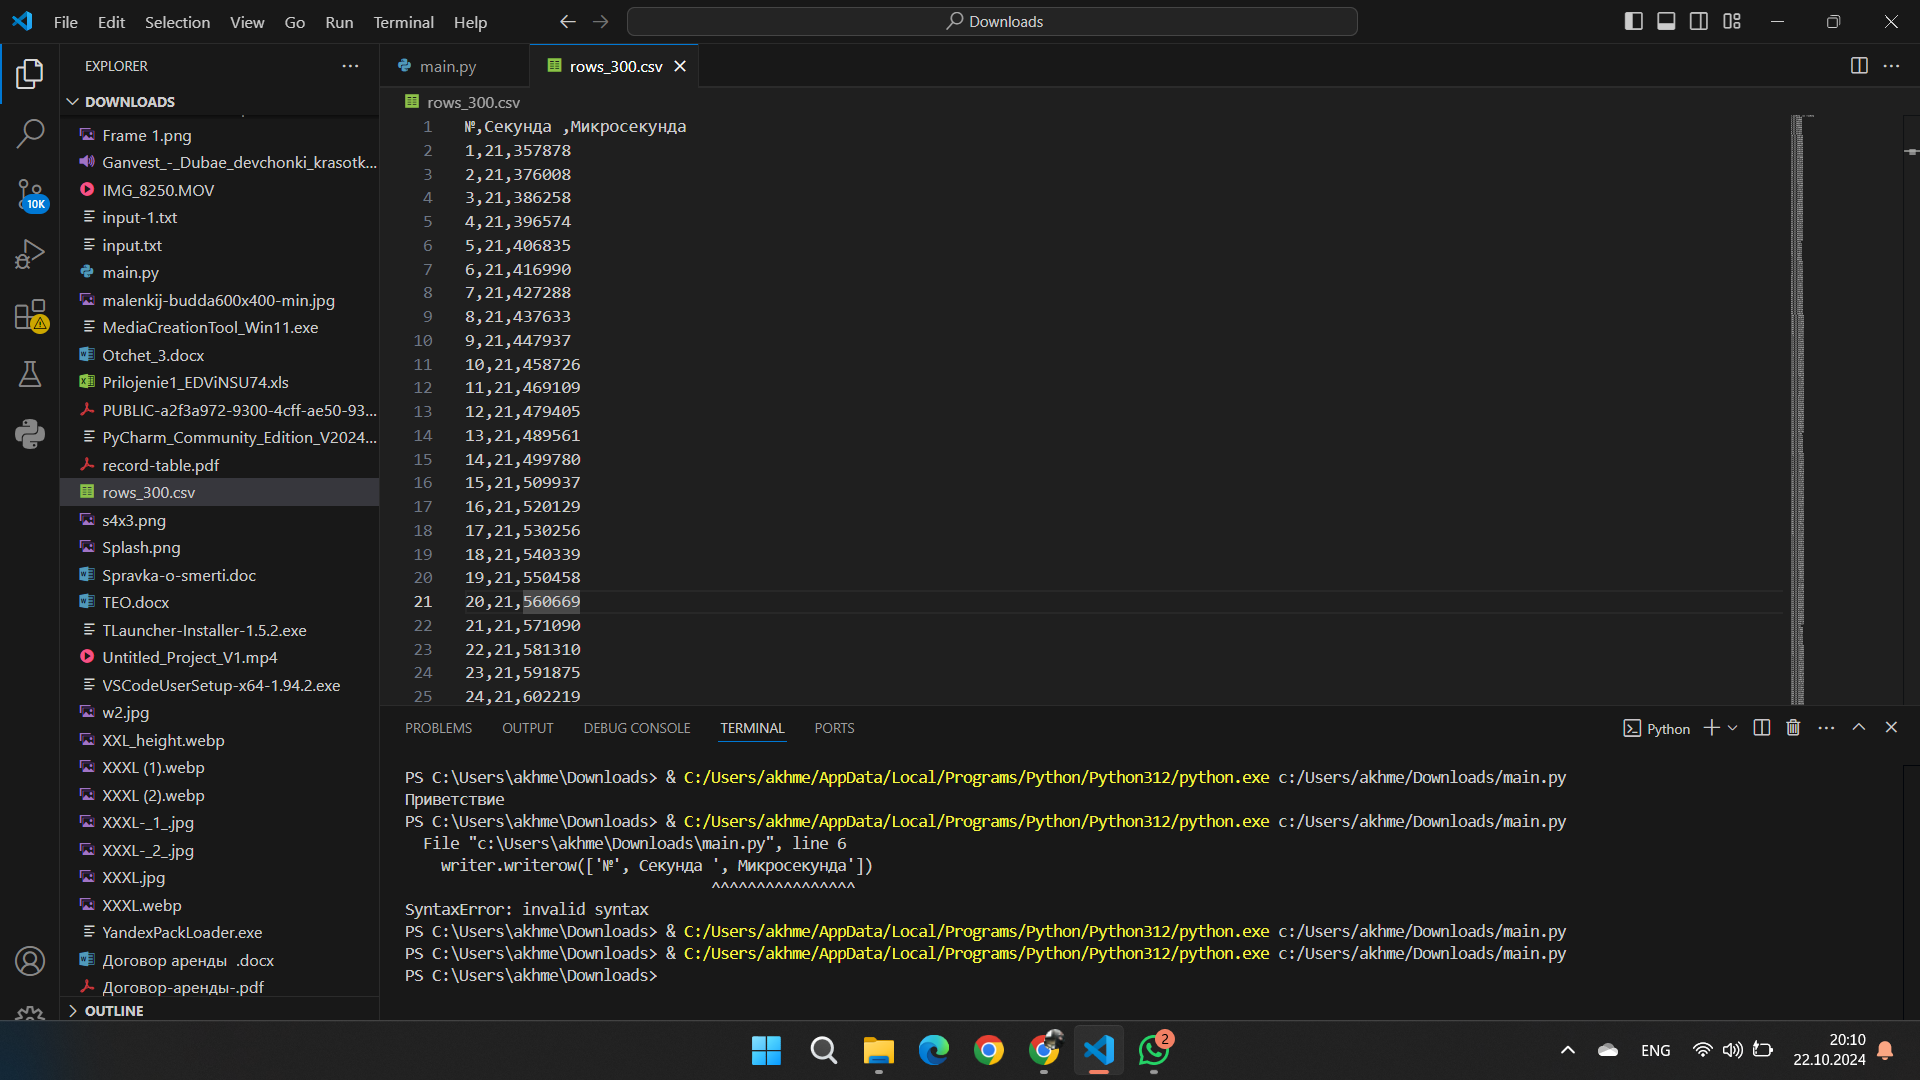 File Edit Selection View Go Run Terminal Help
Downloads
EXPLORER
DOWNLOADS
Frame 1.png
Ganvest_-_Dubae_devchonki_krasotk...
IMG_8250.MOV
10K
input-1.txt
input.txt
main.py
malenkij-budda600x400-min.jpg
MediaCreationTool_Win11.exe
Otchet_3.docx
Prilojenie1_EDViNSU74.xls
PUBLIC-a2f3a972-9300-4cff-ae50-93...
PyCharm_Community_Edition_V2024...
record-table.pdf
rows_300.csv
s4x3.png
Splash.png
Spravka-o-smerti.doc
TEO.docx
TLauncher-Installer-1.5.2.exe
Untitled_Project_V1.mp4
VSCodeUserSetup-x64-1.94.2.exe
w2.jpg
XXL_height.webp
XXXL (1).webp
XXXL (2).webp
XXXL-_1_.jpg
XXXL-_2_.jpg
XXXL.jpg
XXXL.webp
YandexPackLoader.exe
Договор аренды .docx
Договор-аренды-.pdf
OUTLINE
main.py
rows_300.csv
rows_300.csv
1 №,Секунда ,Микросекунда
2 1,21,357878
3 2,21,376008
4 3,21,386258
5 4,21,396574
6 5,21,406835
7 6,21,416990
8 7,21,427288
9 8,21,437633
10 9,21,447937
11 10,21,458726
12 11,21,469109
13 12,21,479405
14 13,21,489561
15 14,21,499780
16 15,21,509937
17 16,21,520129
18 17,21,530256
19 18,21,540339
20 19,21,550458
21 20,21,560669
22 21,21,571090
23 22,21,581310
24 23,21,591875
25 24,21,602219
PROBLEMS OUTPUT DEBUG CONSOLE TERMINAL PORTS
Python
PS C:\Users\akhme\Downloads> & C:/Users/akhme/AppData/Local/Programs/Python/Python312/python.exe c:/Users/akhme/Downloads/main.py
Приветствие
PS C:\Users\akhme\Downloads> & C:/Users/akhme/AppData/Local/Programs/Python/Python312/python.exe c:/Users/akhme/Downloads/main.py
File "c:\Users\akhme\Downloads\main.py", line 6
writer.writerow(['№', Секунда ', Микросекунда'])
^^^^^^^^^^^^^^^^
SyntaxError: invalid syntax
PS C:\Users\akhme\Downloads> & C:/Users/akhme/AppData/Local/Programs/Python/Python312/python.exe c:/Users/akhme/Downloads/main.py
PS C:\Users\akhme\Downloads> & C:/Users/akhme/AppData/Local/Programs/Python/Python312/python.exe c:/Users/akhme/Downloads/main.py
PS C:\Users\akhme\Downloads>
2
ENG
20:10
22.10.2024